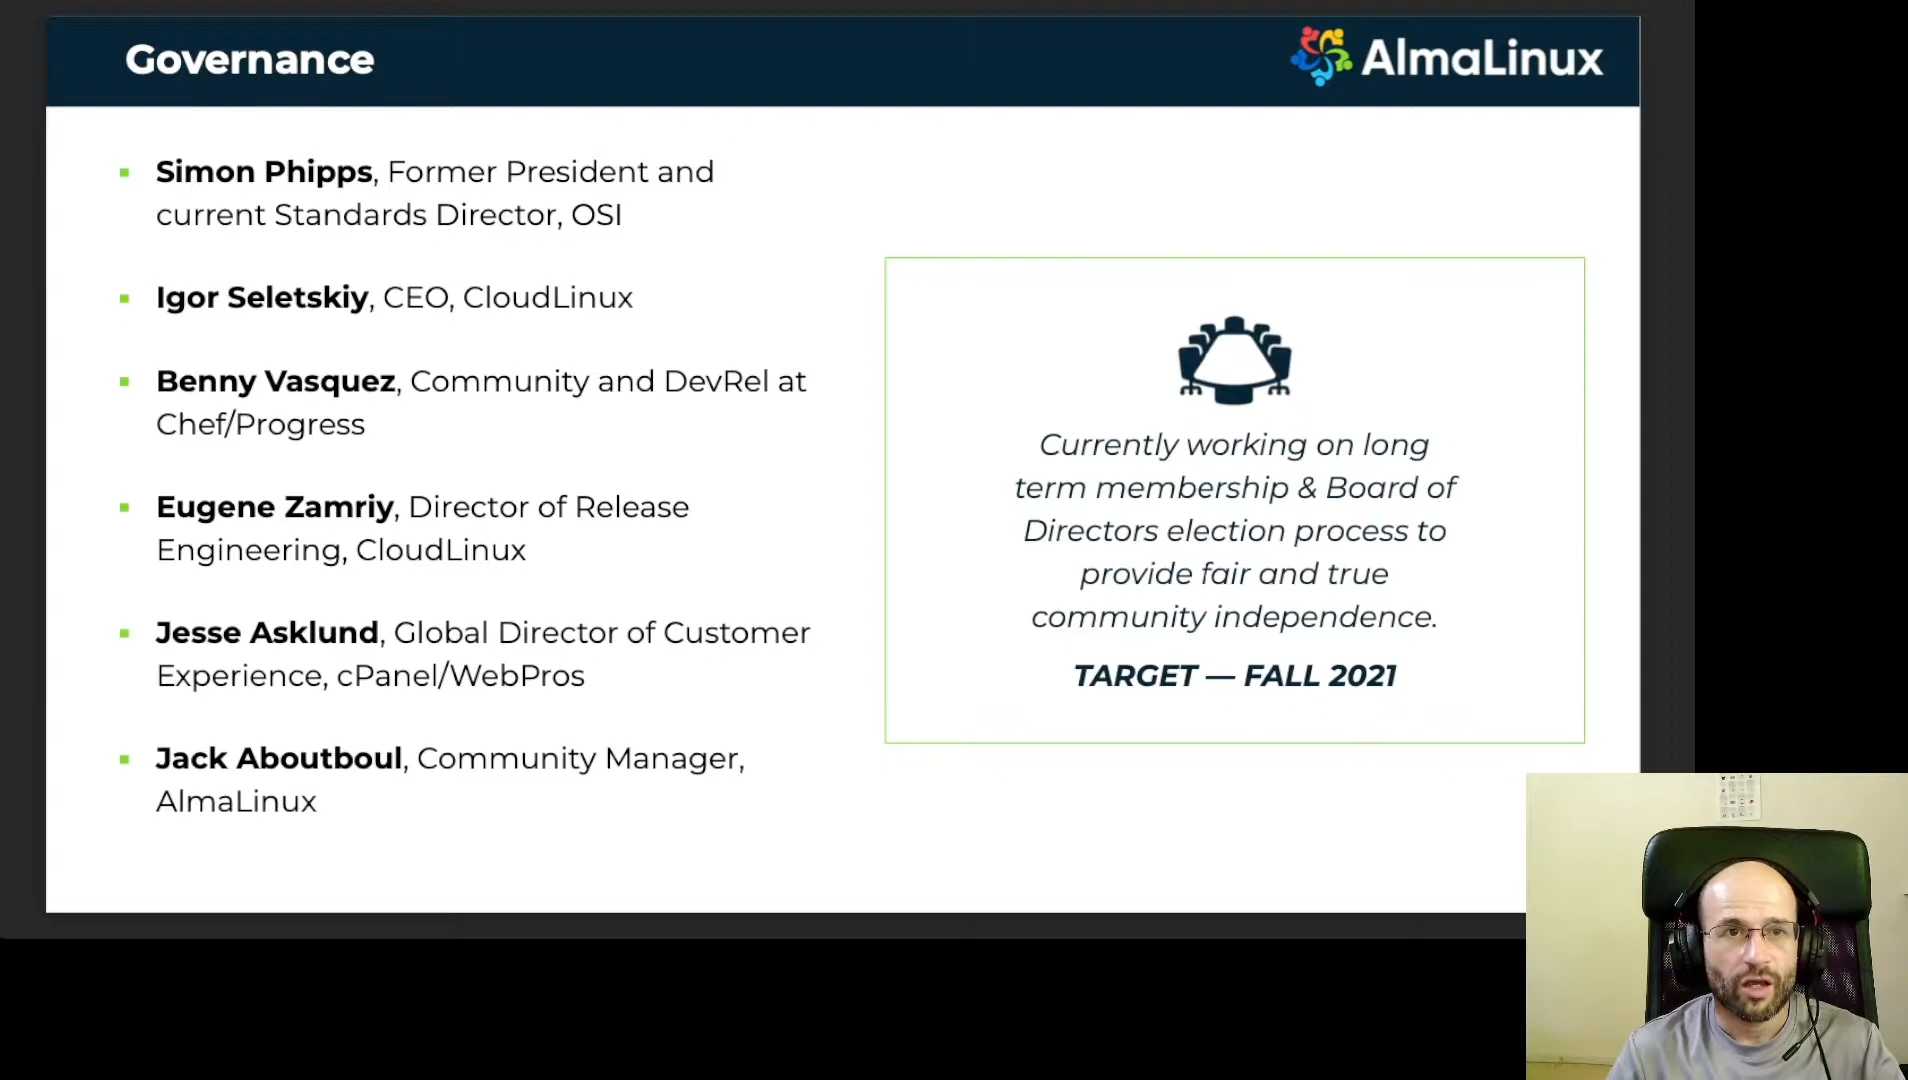 Governance
AlmaLinux
Simon Phipps, Former President and
current Standards Director, OSI
Igor Seletskiy, CEO, CloudLinux
Benny Vasquez, Community and DevRel at
Chef/Progress
Eugene Zamriy, Director of Release
Engineering, CloudLinux
Jesse Asklund, Global Director of Customer
Experience, cPanel/WebPros
Jack Aboutboul, Community Manager,
AlmaLinux
Currently working on long
term membership & Board of
Directors election process to
provide fair and true
community independence.
TARGET — FALL 2021